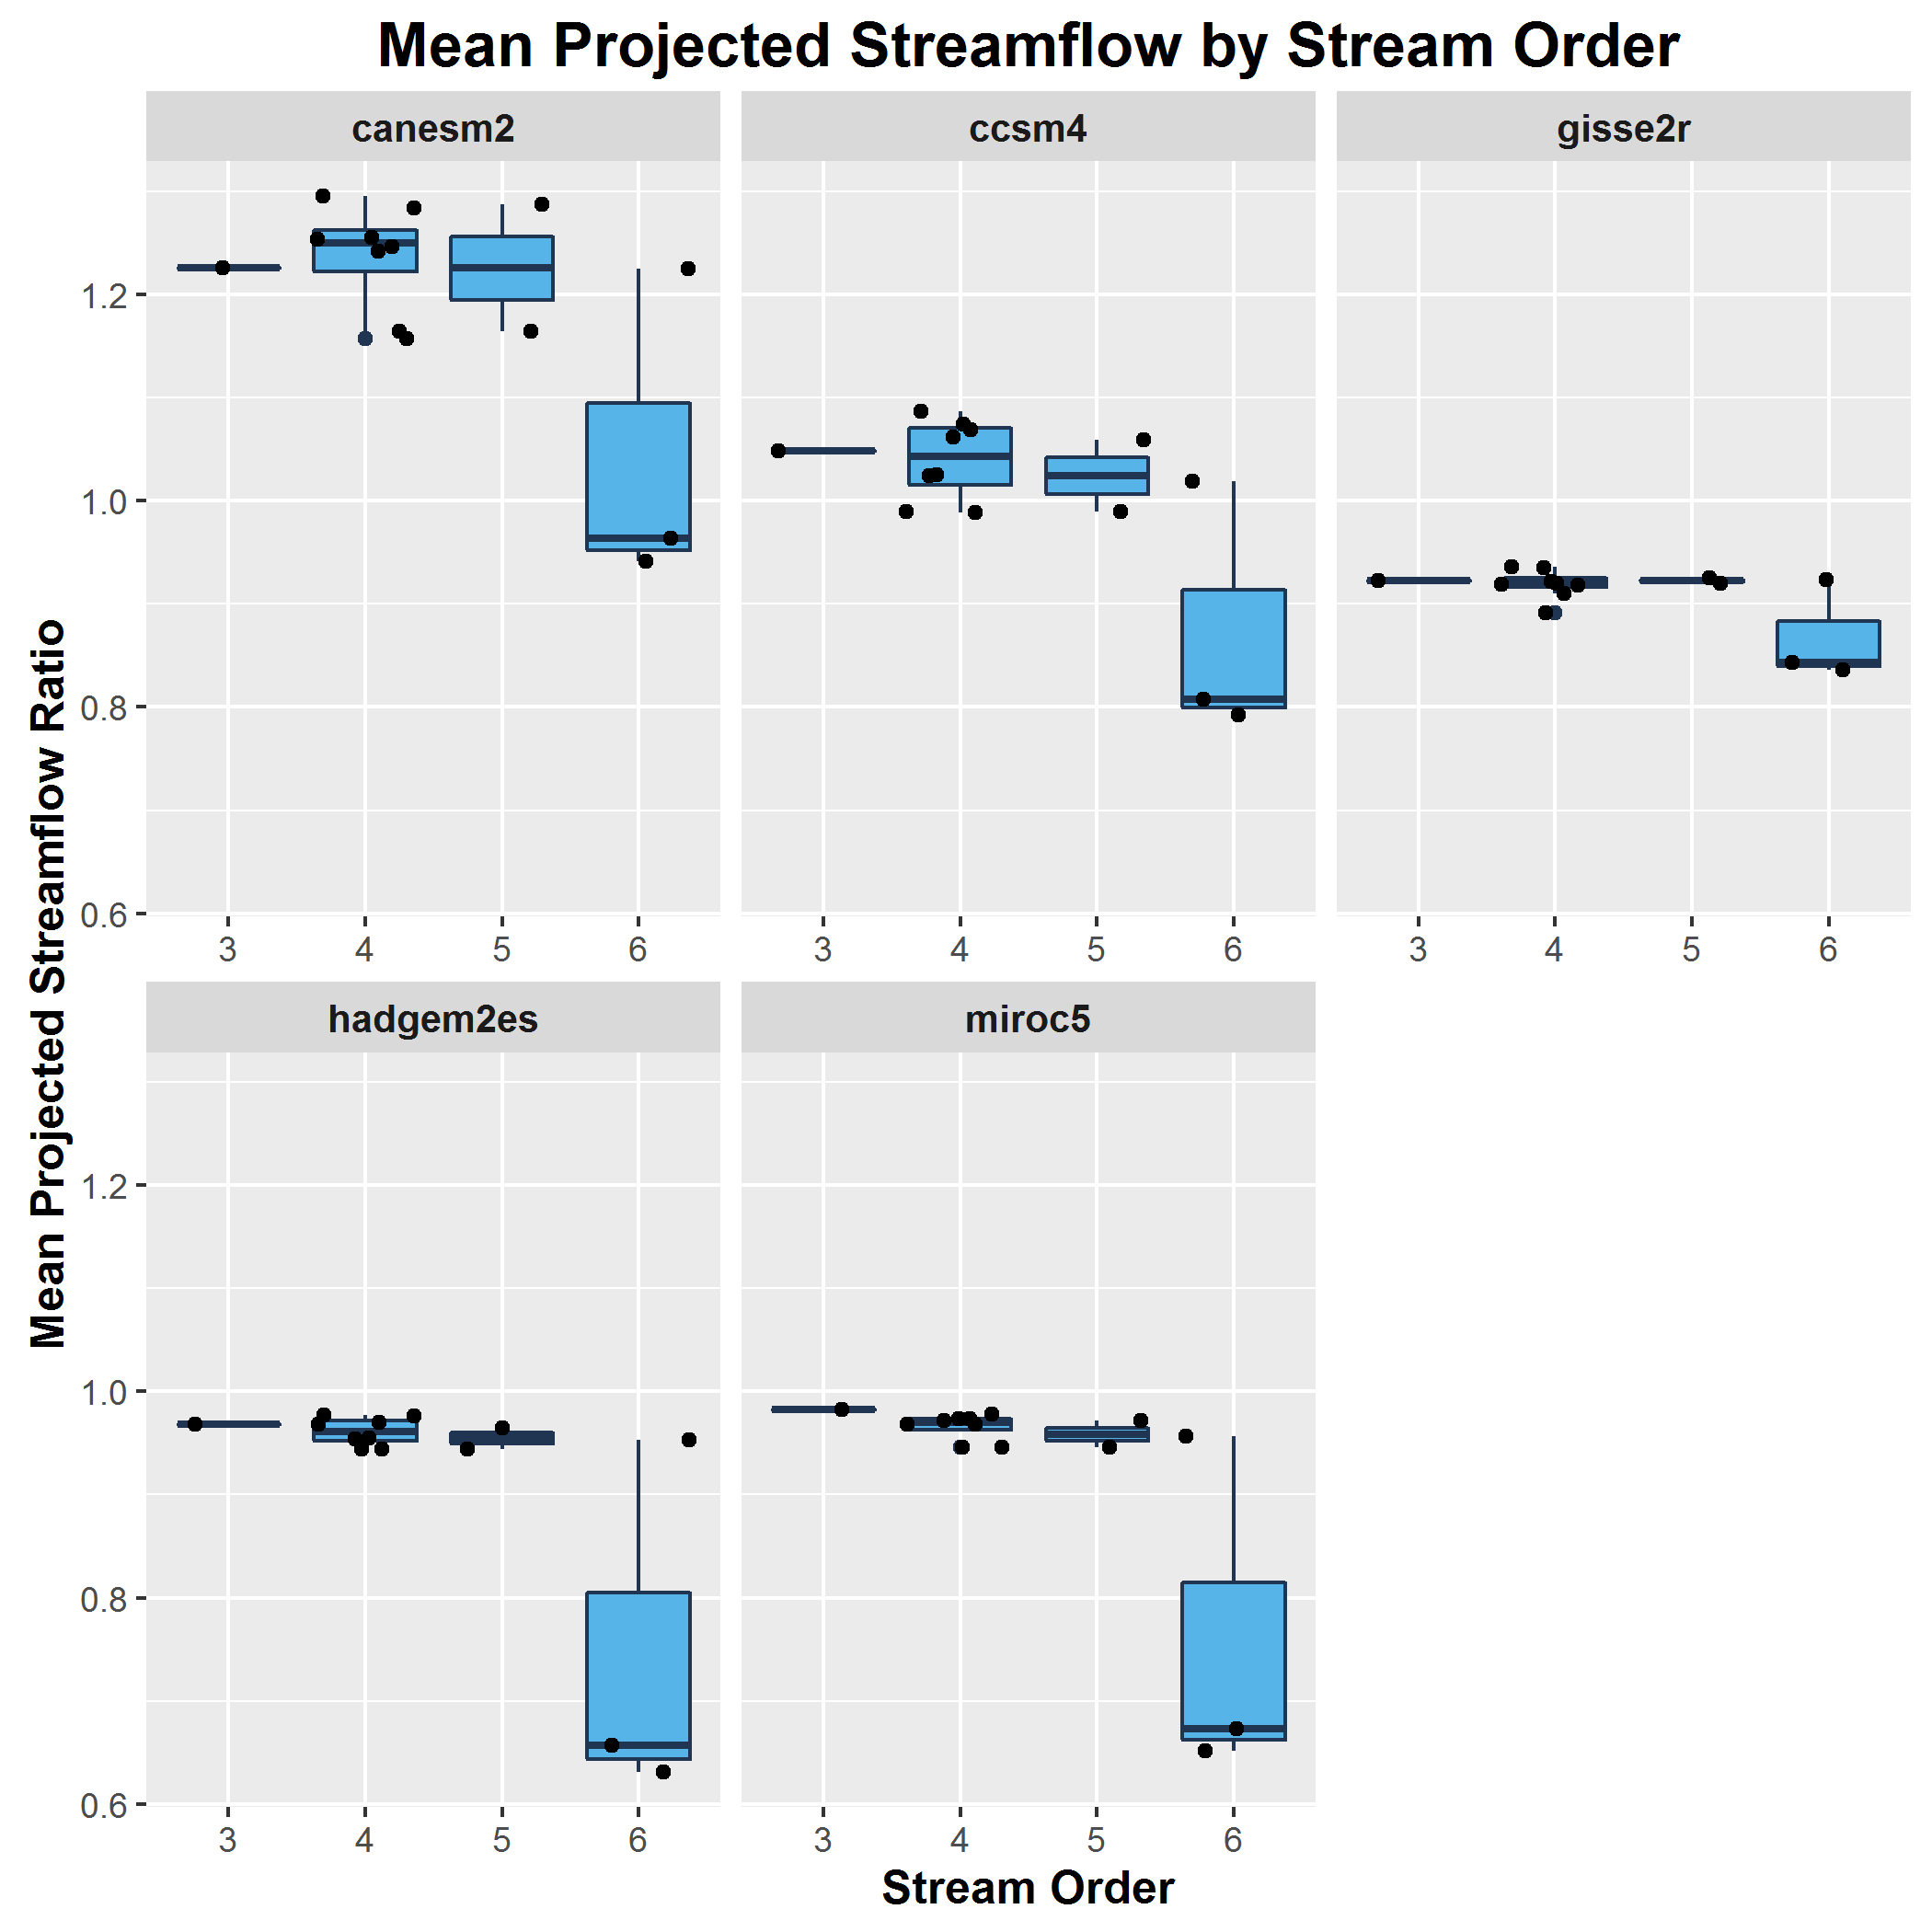 Mean Projected Streamflow by Stream Order
canesm2 ccsm4 gisse2r
Mean Projected Streamflow Ratio
1.2
1.0
0.8
0.6
3 4 5 6 3 4 5 6 3 4 5 6
hadgem2es miroc5
1.2
1.0
0.8
0.6
3 4 5 6 3 4 5 6
Stream Order